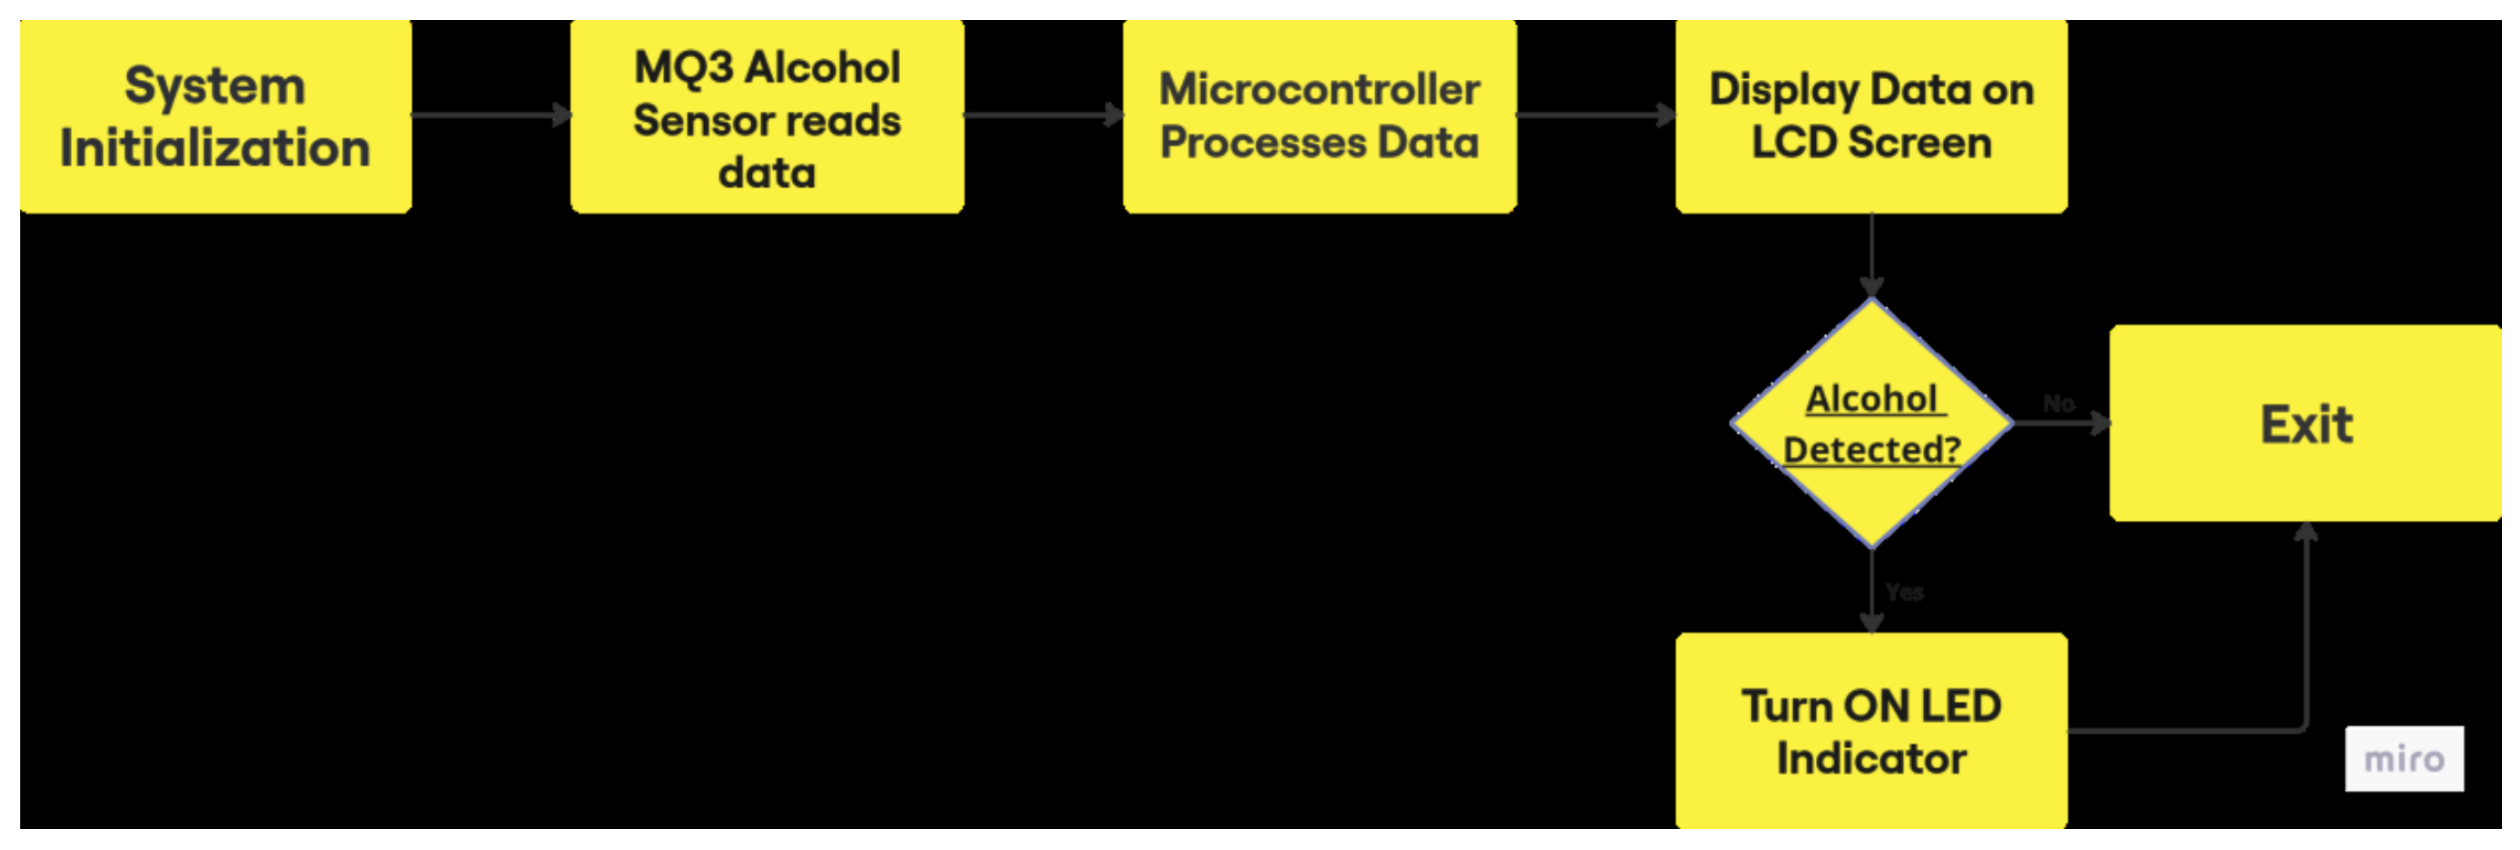 System
Initialization
MQ3 Alcohol
Sensor reads
data
Microcontroller
Processes Data
Display Data on
LCD Screen
Alcohol
Detected?
No
Exit
Yes
Turn ON LED
Indicator
miro